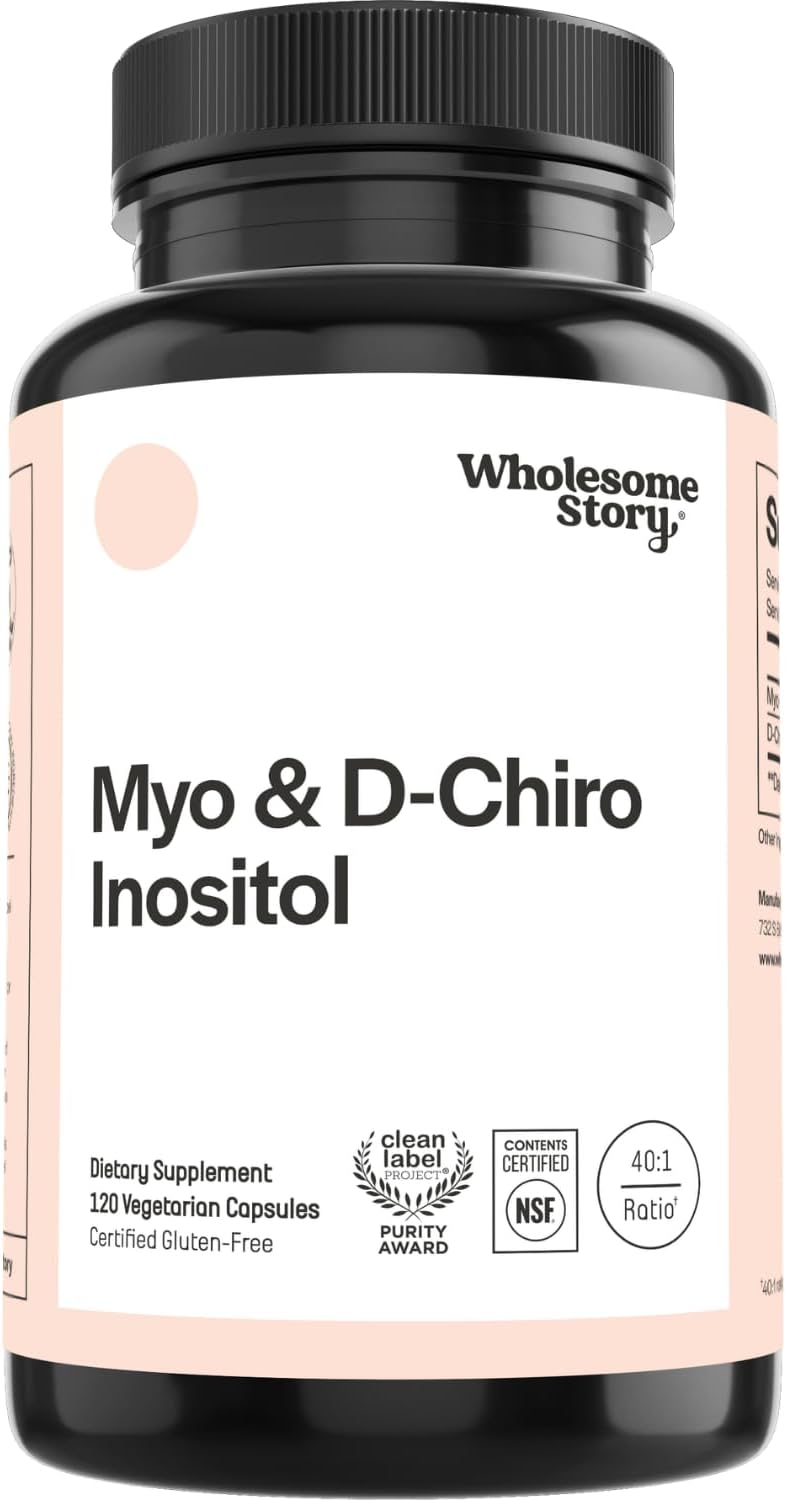 Wholesome
Story®
Myo & D-Chiro
Inositol
Dietary Supplement
120 Vegetarian Capsules
Certified Gluten-Free
clean
label
PROJECT®
PURITY
AWARD
CONTENTS
CERTIFIED
NSF
40:1
Ratio†